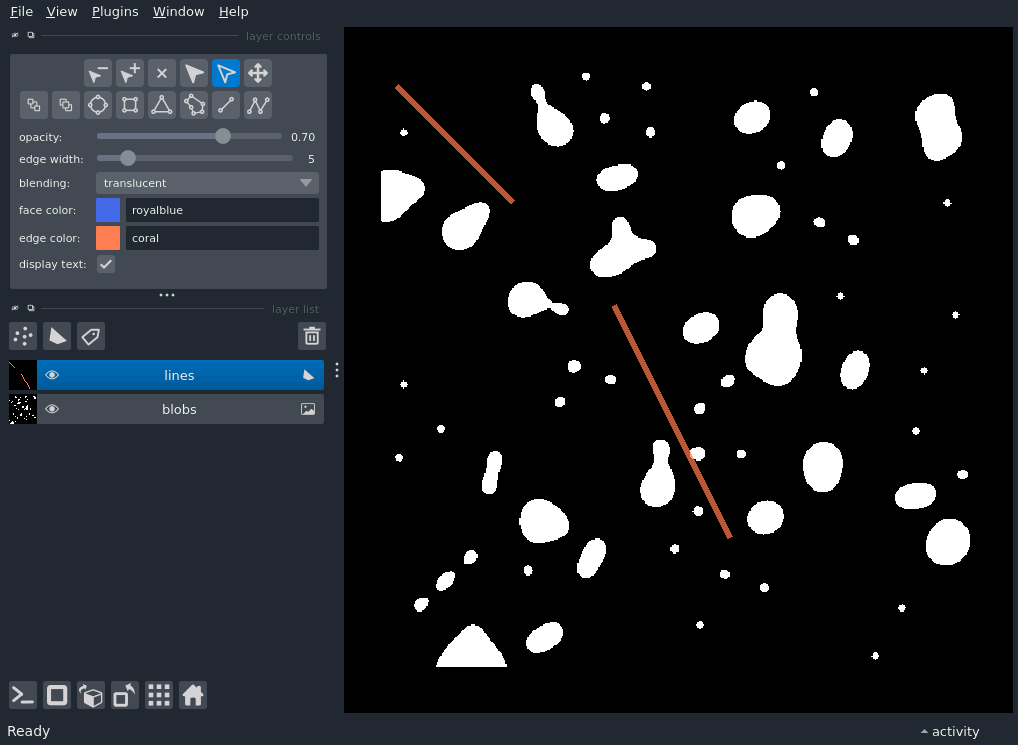 File View Plugins Window Help
layer controls
opacity: 0.70
edge width: 5
blending: translucent
face color: royalblue
edge color: coral
display text:
layer list
lines
blobs
Ready
activity